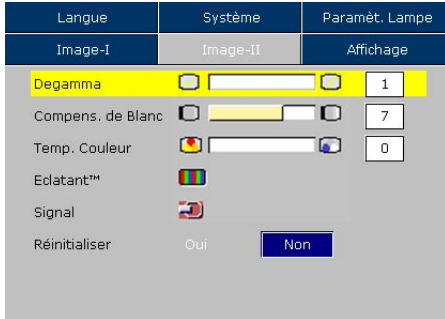 Langue Système Paramèt. Lampe
Image-I Image-II Affichage
Degamma 1
Compens. de Blanc 7
Temp. Couleur 0
Eclatant™
Signal
Réinitialiser Oui Non